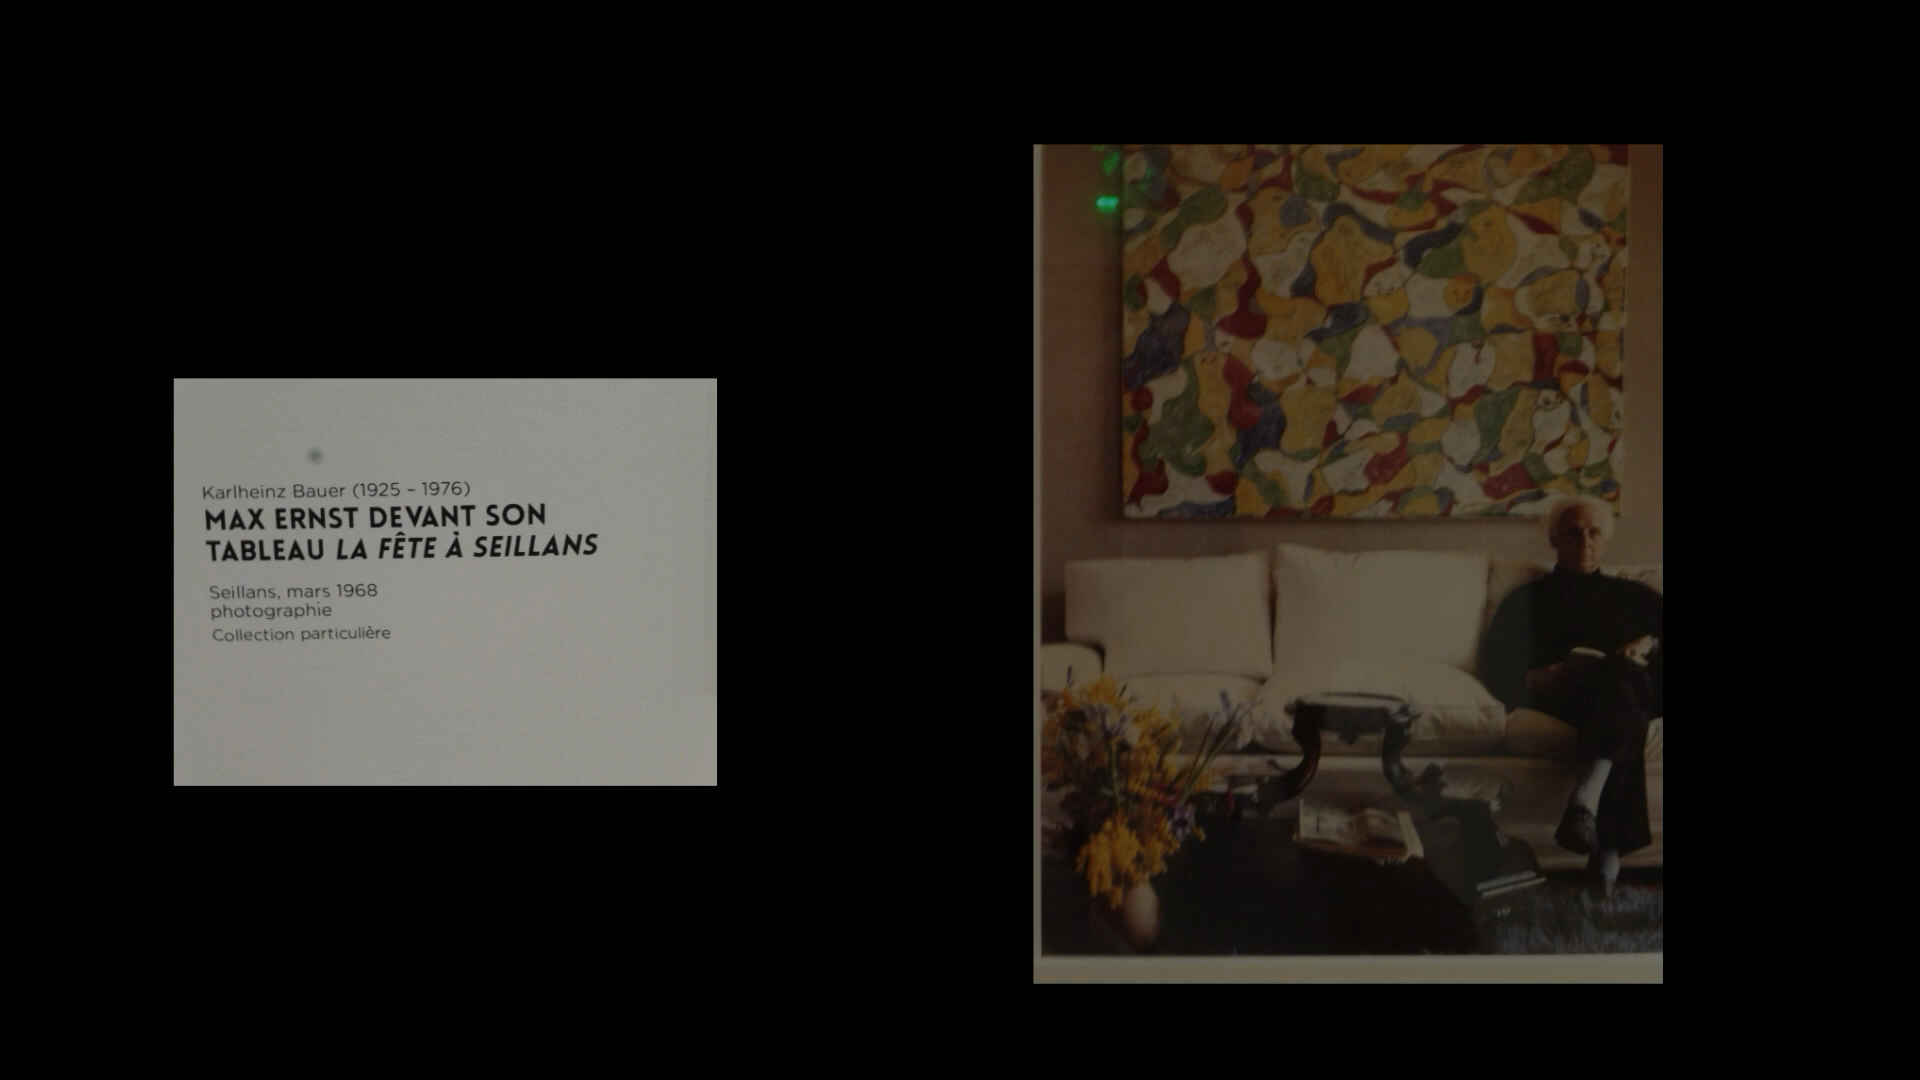 Karlheinz Bauer (1925 – 1976)
MAX ERNST DEVANT SON
TABLEAU LA FÊTE À SEILLANS
Seillans, mars 1968
photographie
Collection particulière